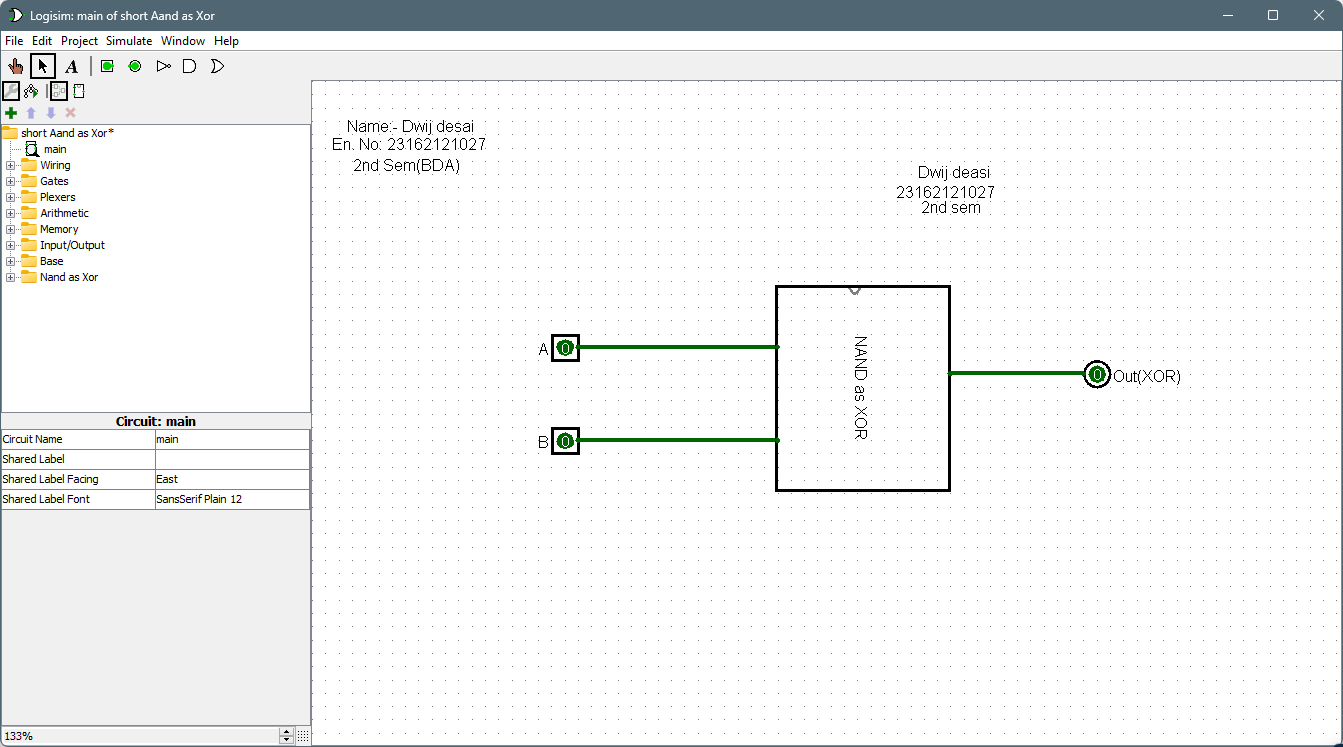 Logisim: main of short Aand as Xor
File Edit Project Simulate Window Help
A
short Aand as Xor*
main
Wiring
Gates
Plexers
Arithmetic
Memory
Input/Output
Base
Nand as Xor
Circuit: main
Circuit Name main
Shared Label
Shared Label Facing East
Shared Label Font SansSerif Plain 12
133%
Name:- Dwij desai
En. No: 23162121027
2nd Sem(BDA)
Dwij deasi
23162121027
2nd sem
A 0
NAND as XOR
0 Out(XOR)
B 0